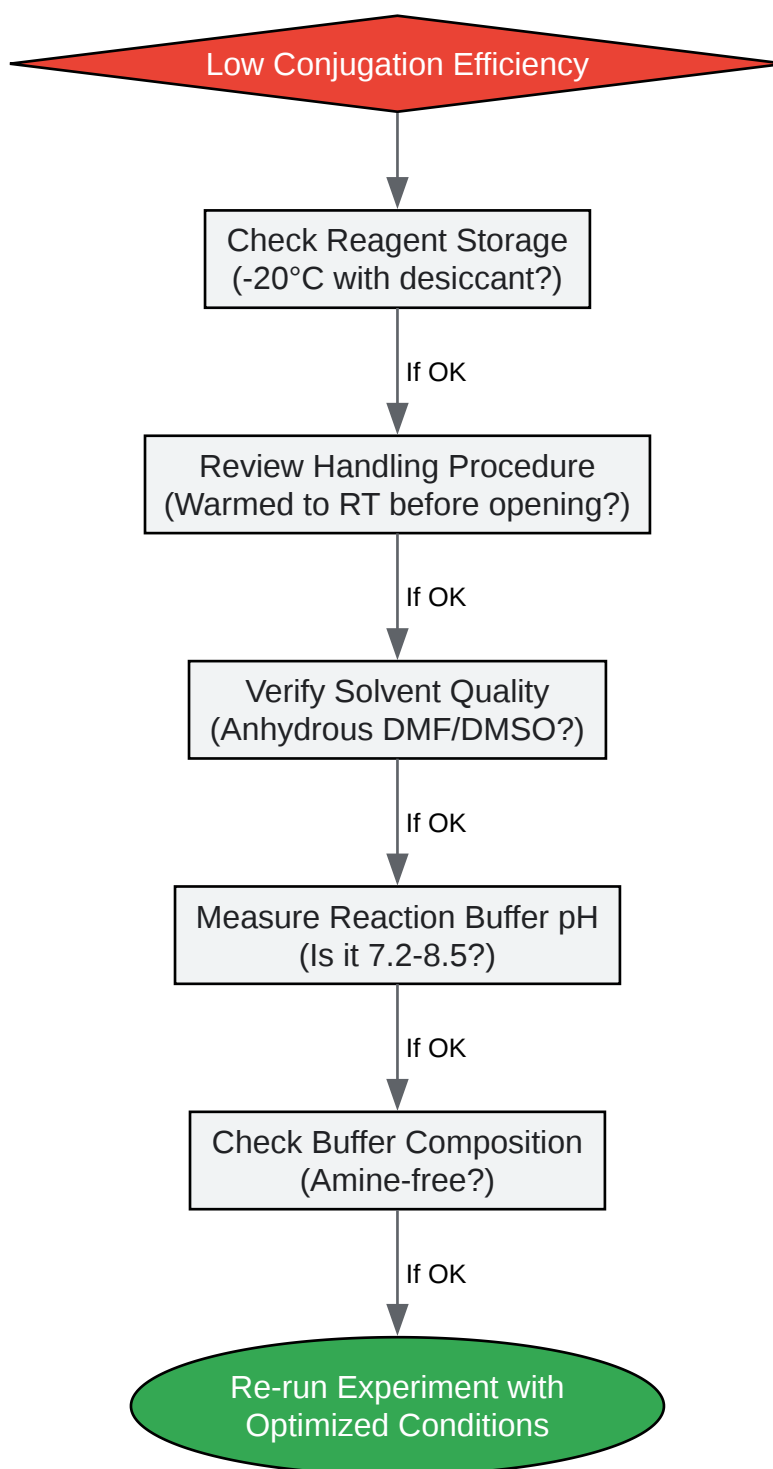 Low Conjugation Efficiency
Check Reagent Storage
(-20°C with desiccant?)
If OK
Review Handling Procedure
(Warmed to RT before opening?)
If OK
Verify Solvent Quality
(Anhydrous DMF/DMSO?)
If OK
Measure Reaction Buffer pH
(Is it 7.2-8.5?)
If OK
Check Buffer Composition
(Amine-free?)
If OK
Re-run Experiment with
Optimized Conditions